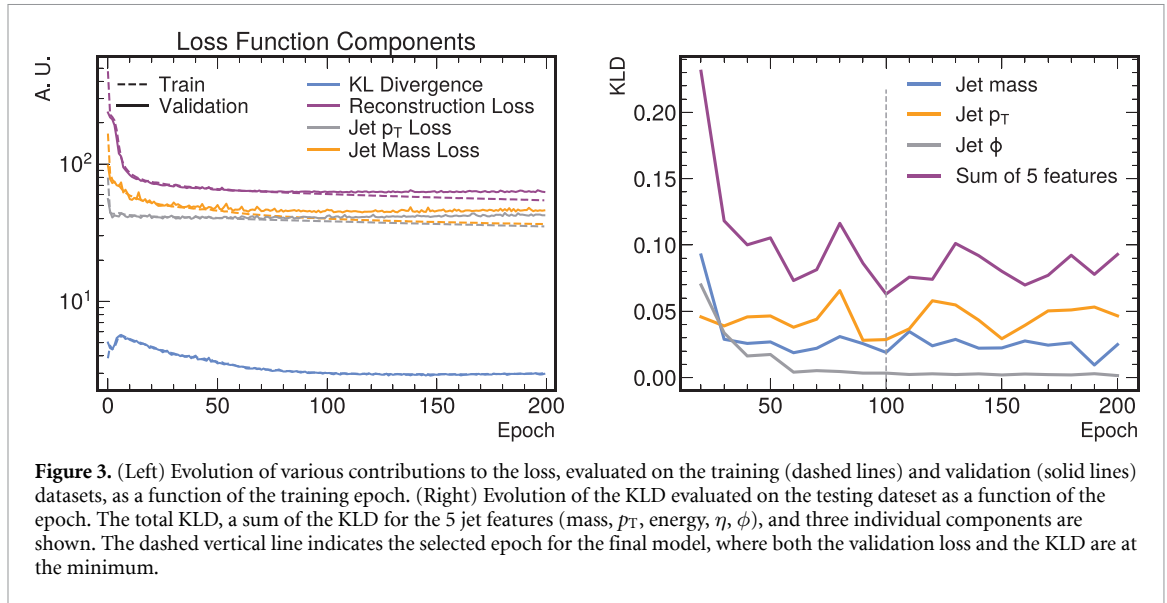 Loss Function Components
A. U.
Train
Validation
KL Divergence
Reconstruction Loss
Jet pT Loss
Jet Mass Loss
10²
10¹
0 50 100 150 200
Epoch
KLD
Jet mass
Jet pT
Jet ϕ
Sum of 5 features
0.20
0.15
0.10
0.05
0.00
50 100 150 200
Epoch
Figure 3. (Left) Evolution of various contributions to the loss, evaluated on the training (dashed lines) and validation (solid lines)
datasets, as a function of the training epoch. (Right) Evolution of the KLD evaluated on the testing dateset as a function of the
epoch. The total KLD, a sum of the KLD for the 5 jet features (mass, pT, energy, η, ϕ), and three individual components are
shown. The dashed vertical line indicates the selected epoch for the final model, where both the validation loss and the KLD are at
the minimum.